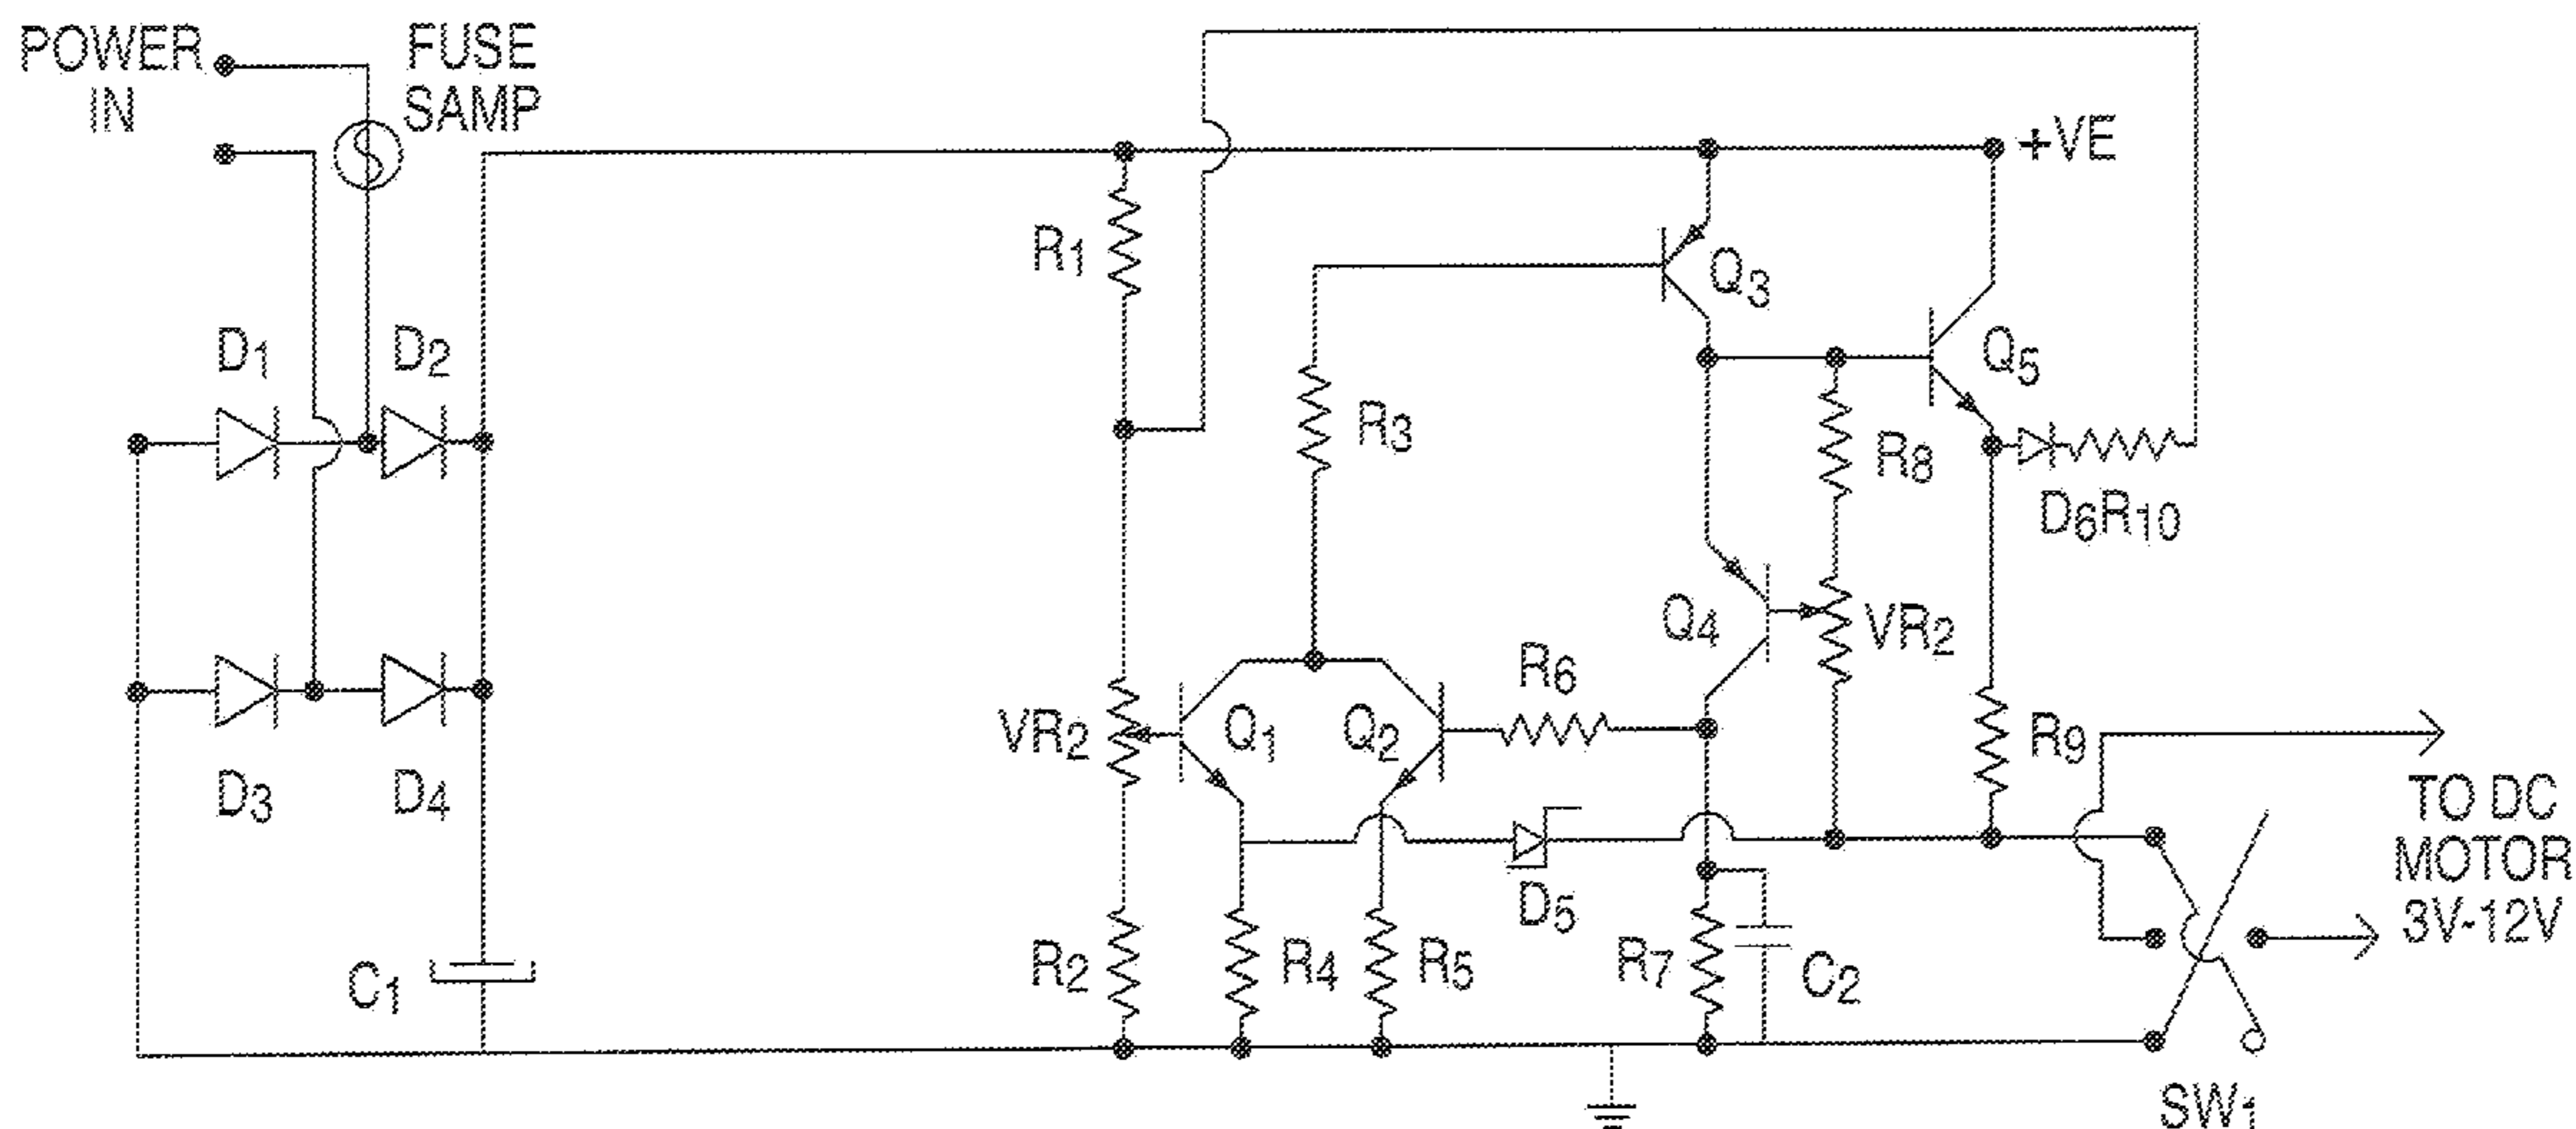 POWER
IN
FUSE
SAMP
+VE
R1
Q3
D1
D2
Q5
R3
R8
D6R10
Q4
VR2
R6
VR2
Q1
Q2
R9
D3
D4
TO DC
MOTOR
3V-12V
D5
C1
R2
R4
R5
R7
C2
SW1